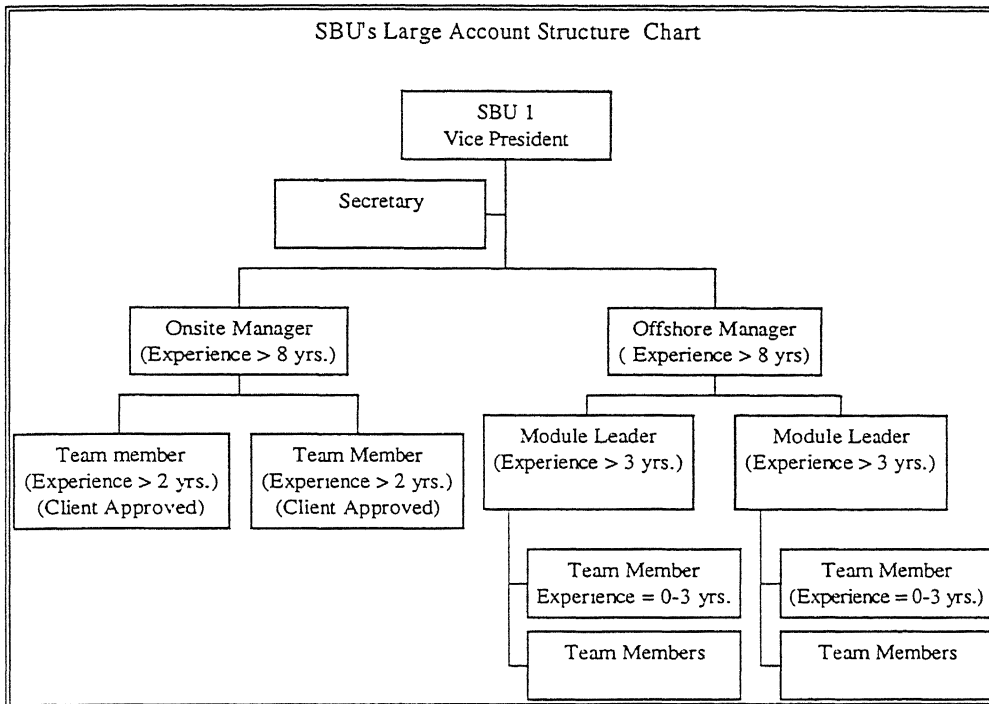 SBU's Large Account Structure Chart
SBU 1
Vice President
Secretary
Onsite Manager
(Experience > 8 yrs.)
Offshore Manager
( Experience > 8 yrs)
Team member
(Experience > 2 yrs.)
(Client Approved)
Team Member
(Experience > 2 yrs.)
(Client Approved)
Module Leader
(Experience > 3 yrs.)
Module Leader
(Experience > 3 yrs.)
Team Member
Experience = 0-3 yrs.
Team Members
Team Member
(Experience = 0-3 yrs.)
Team Members